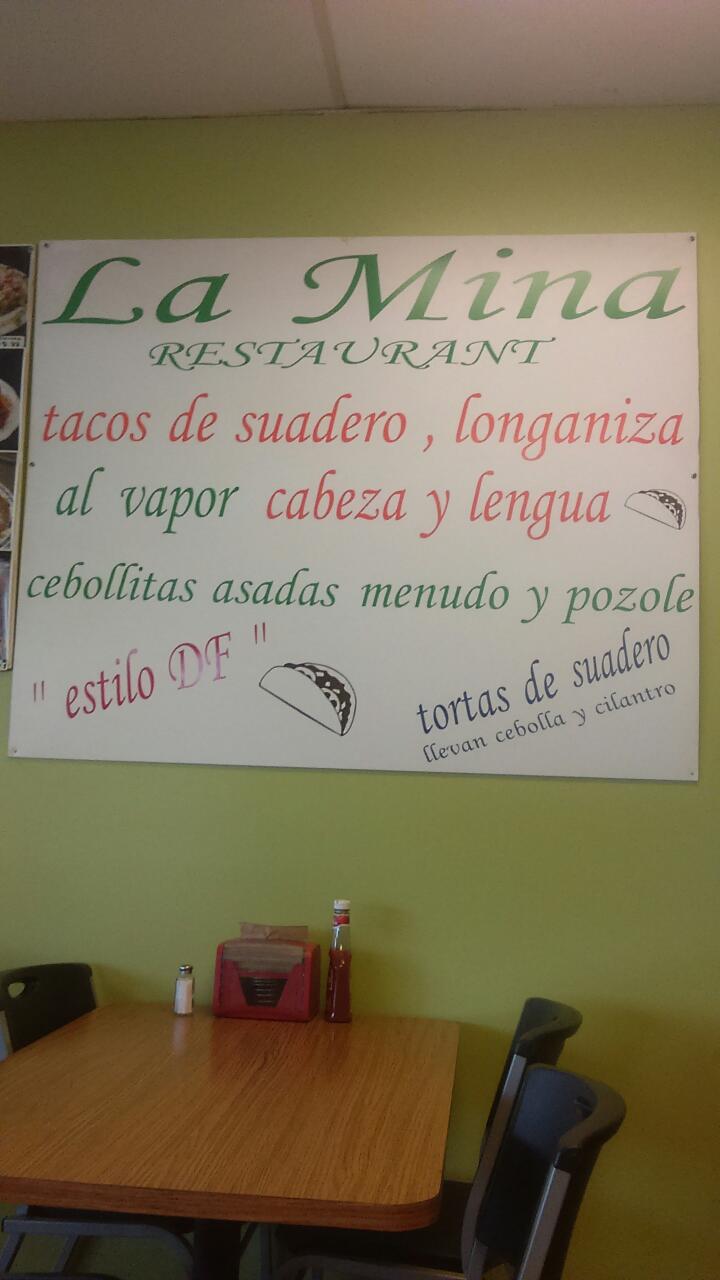 La Mina
RESTAURANT
tacos de suadero , longaniza
al vapor cabeza y lengua
cebollitas asadas menudo y pozole
" estilo DF "
tortas de suadero
llevan cebolla y cilantro